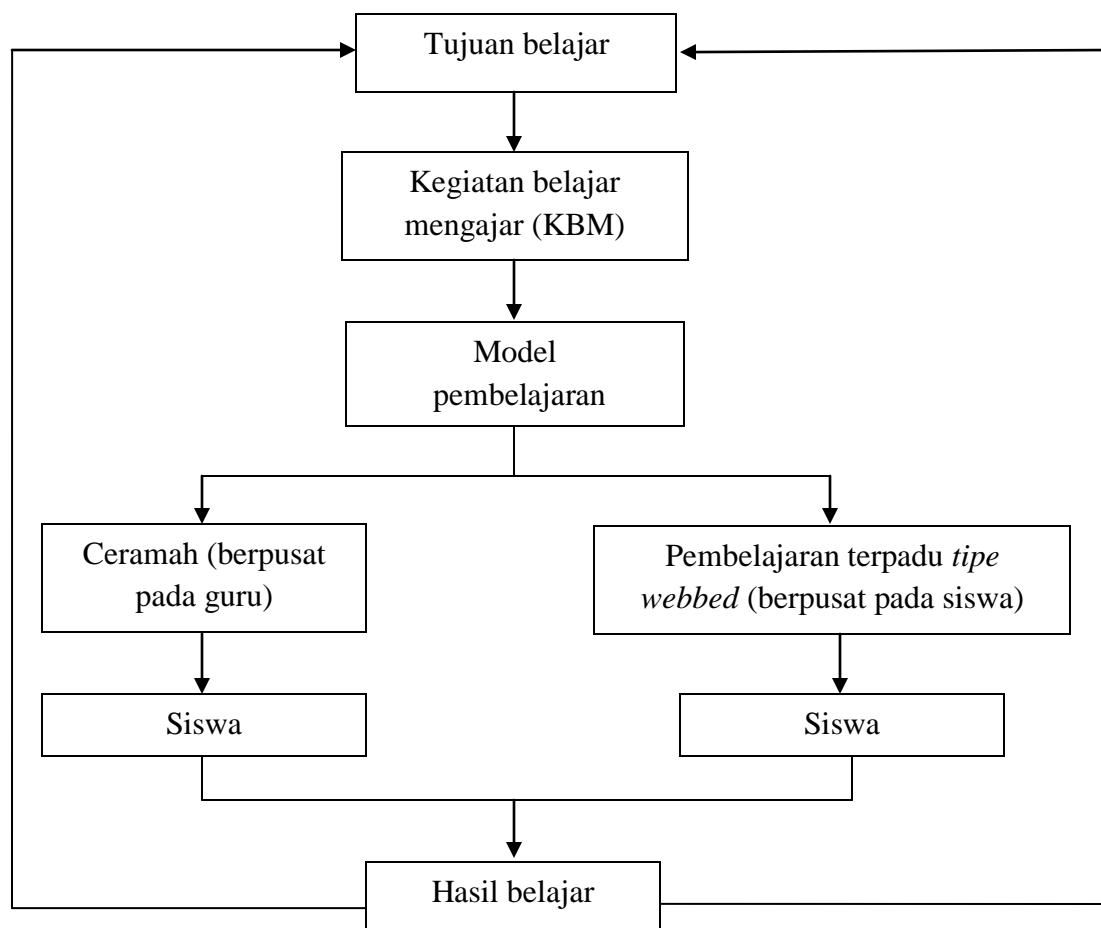 Tujuan belajar
Kegiatan belajar
mengajar (KBM)
Model
pembelajaran
Ceramah (berpusat
pada guru)
Pembelajaran terpadu tipe
webbed (berpusat pada siswa)
Siswa
Siswa
Hasil belajar